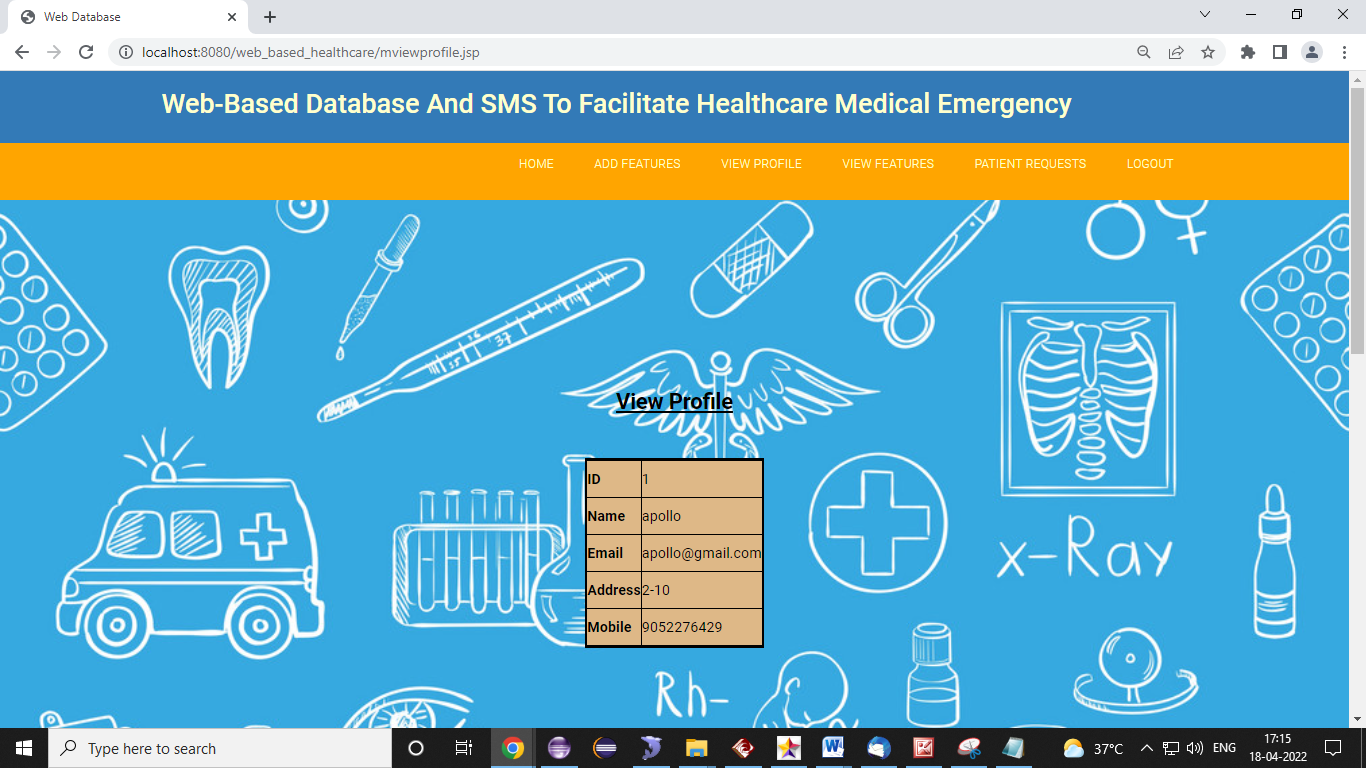 Web Database
localhost:8080/web_based_healthcare/mviewprofile.jsp
Web-Based Database And SMS To Facilitate Healthcare Medical Emergency
HOME ADD FEATURES VIEW PROFILE VIEW FEATURES PATIENT REQUESTS LOGOUT
37
View Profile
ID 1
Name apollo
Email apollo@gmail.com
Address 2-10
Mobile 9052276429
x-Ray
Rh-
Type here to search
37°C ENG 17:15
18-04-2022